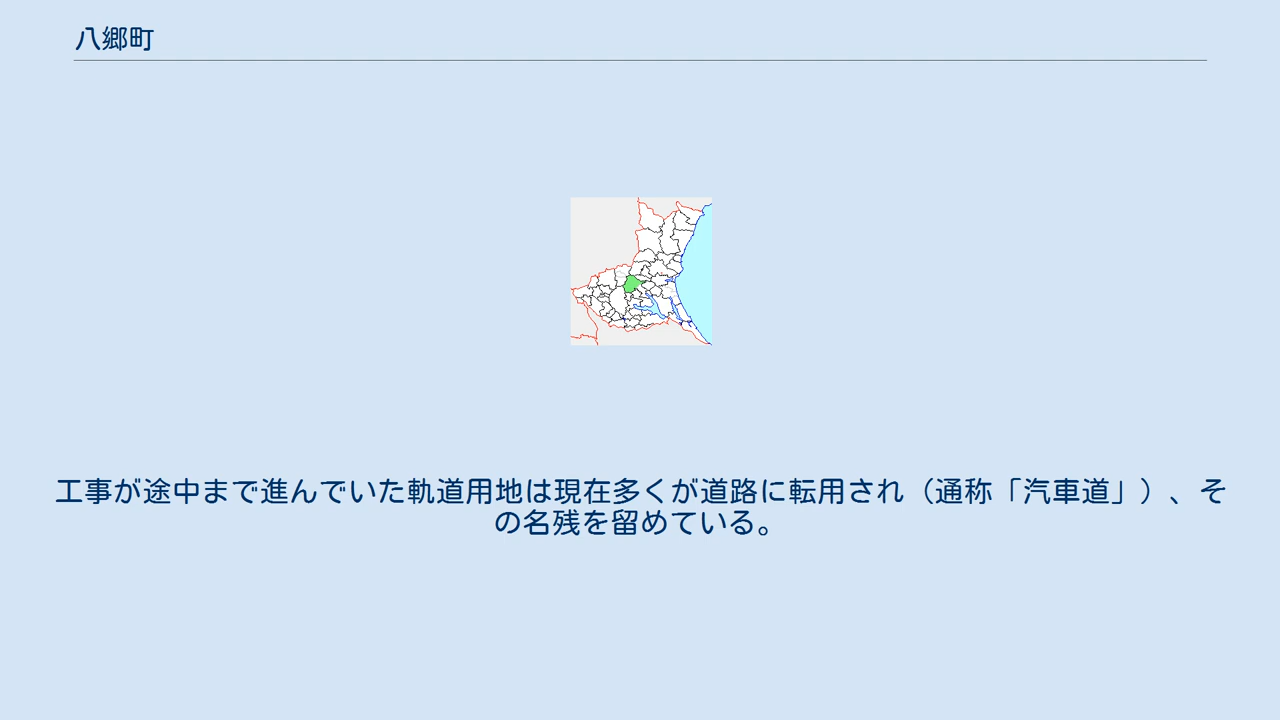 八郷町
工事が途中まで進んでいた軌道用地は現在多くが道路に転用され（通称「汽車道」）、そ
の名残を留めている。